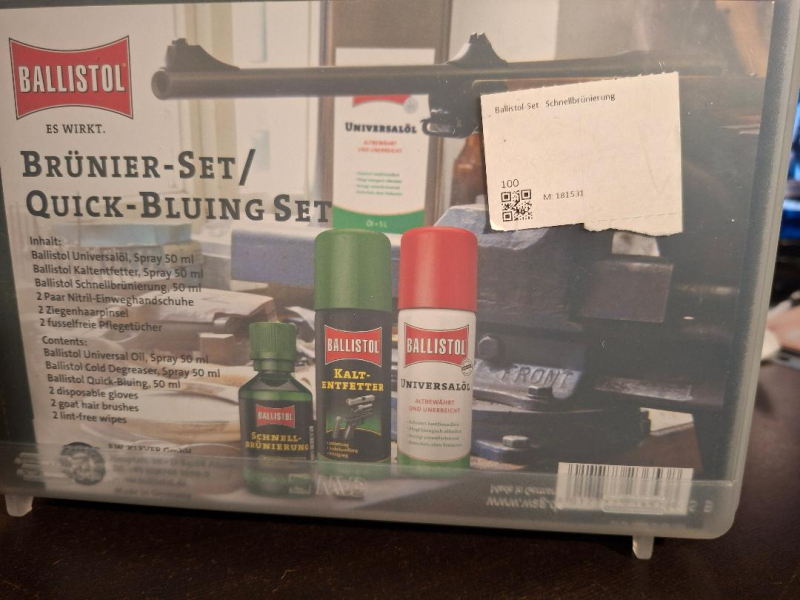 BALLISTOL
ES WIRKT.
BRÜNIER-SET/
QUICK-BLUING SET
Inhalt:
Ballistol Universalöl, Spray 50 ml
Ballistol Kaltentfetter, Spray 50 ml
Ballistol Schnellbrünierung, 50 ml
2 Paar Nitril-Einweghandschuhe
2 Ziegenhaarpinsel
2 fusselfreie Pflegetücher
Contents:
Ballistol Universal Oil, Spray 50 ml
Ballistol Cold Degreaser, Spray 50 ml
Ballistol Quick-Bluing, 50 ml
2 disposable gloves
2 goat hair brushes
2 lint-free wipes
UNIVERSALÖL
ALTBEWÄHRT
UND UNERREICHT
Ballistol-Set Schnellbrünierung
100
M: 181531
BALLISTOL
SCHNELL-
BRÜNIERUNG
BALLISTOL
KALT-
ENTFETTER
BALLISTOL
UNIVERSALÖL
ALTBEWÄHRT
UND UNERREICHT
FRONT